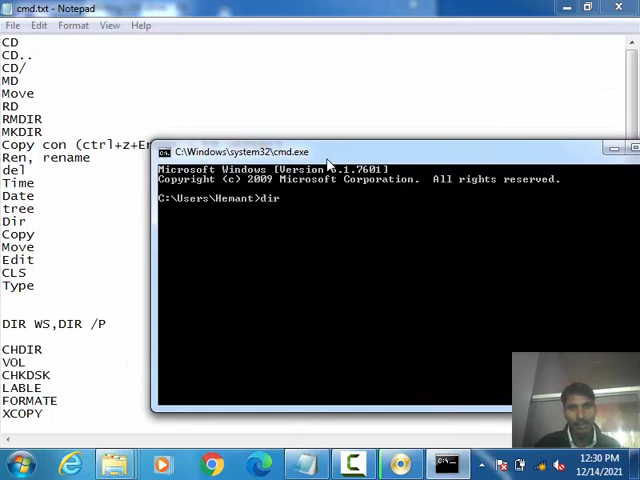 cmd.txt - Notepad
File Edit Format View Help
CD
CD..
CD/
MD
Move
RD
RMDIR
MKDIR
Copy con (ctrl+z+En
Ren, rename
del
Time
Date
tree
Dir
Copy
Move
Edit
CLS
Type
DIR WS,DIR /P
CHDIR
VOL
CHKDSK
LABLE
FORMATE
XCOPY
C:\Windows\system32\cmd.exe
Microsoft Windows [Version 6.1.7601]
Copyright (c) 2009 Microsoft Corporation. All rights reserved.
C:\Users\Hemant>dir
12:30 PM
12/14/2021